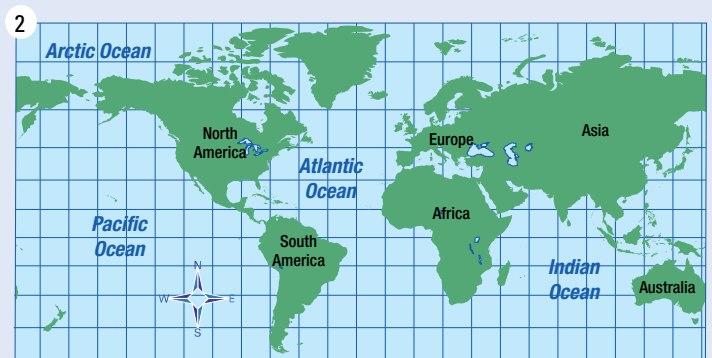 2
Arctic Ocean
North
America
Europe
Asia
Atlantic
Ocean
Africa
Pacific
Ocean
South
America
Indian
Ocean
Australia
N
W
E
S